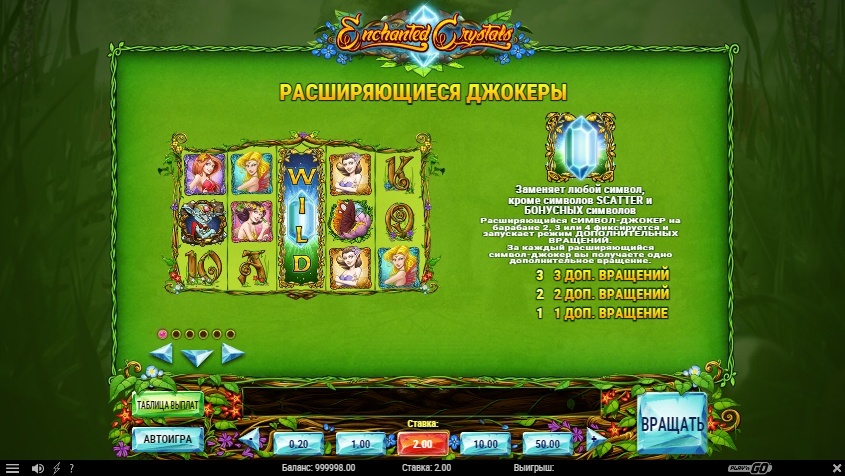 Enchanted Crystals
РАСШИРЯЮЩИЕСЯ ДЖОКЕРЫ
WILD
K
Q
10
A
Заменяет любой символ,
кроме символов SCATTER и
БОНУСНЫХ символов
Расширяющийся СИМВОЛ-ДЖОКЕР на
барабане 2, 3 или 4 фиксируется и
запускает режим ДОПОЛНИТЕЛЬНЫХ
ВРАЩЕНИЙ.
За каждый расширяющийся
символ-джокер вы получаете одно
дополнительное вращение.
3 3 ДОП. ВРАЩЕНИЙ
2 2 ДОП. ВРАЩЕНИЙ
1 1 ДОП. ВРАЩЕНИЕ
ТАБЛИЦА ВЫПЛАТ
АВТОИГРА
Ставка:
- 0.20 1.00 2.00 10.00 50.00 +
ВРАЩАТЬ
? Баланс: 999998.00 Ставка: 2.00 Выигрыш: PLAY'N GO